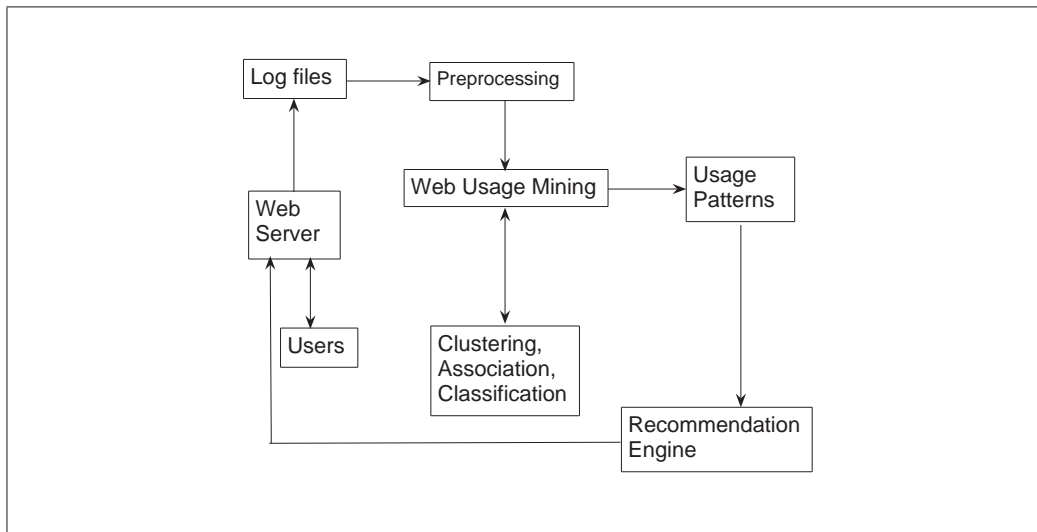 Log files
Preprocessing
Web Usage Mining
Usage
Patterns
Web
Server
Users
Clustering,
Association,
Classification
Recommendation
Engine